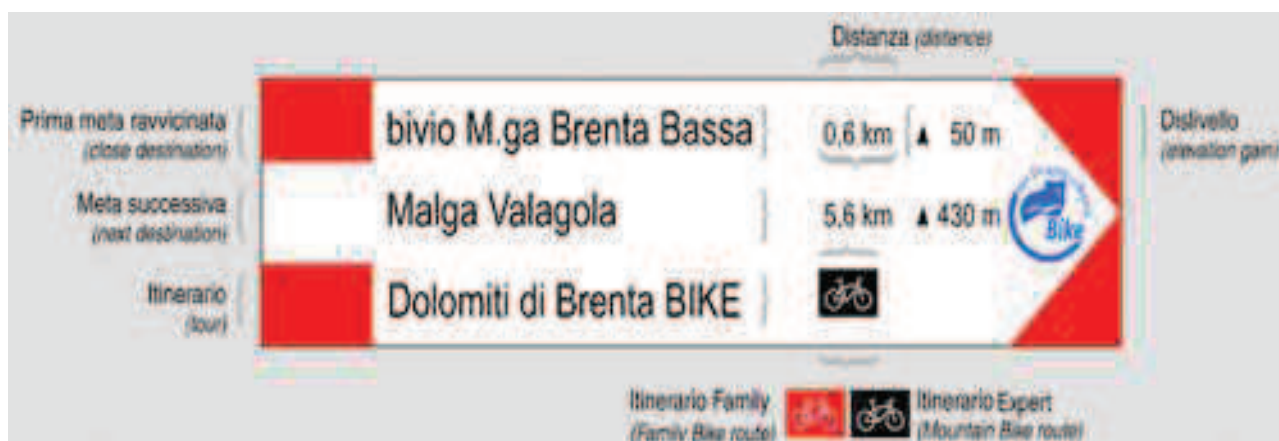 Distanza (distance)
Prima meta ravvicinata
(close destination)
bivio M.ga Brenta Bassa
0,6 km ▲ 50 m
Dislivello
(elevation gain)
Meta successiva
(next destination)
Malga Valagola
5,6 km ▲ 430 m
Bike
Itinerario
(tour)
Dolomiti di Brenta BIKE
Itinerario Family
(Family Bike route)
Itinerario Expert
(Mountain Bike route)